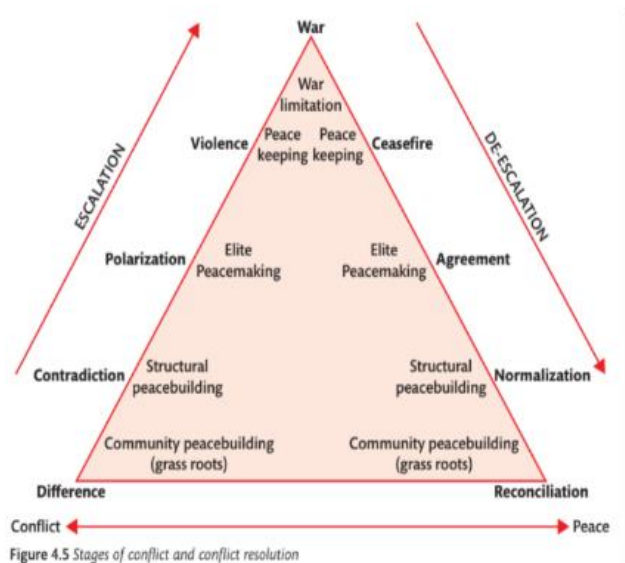 War
War
limitation
ESCALATION
DE-ESCALATION
Violence
Peace
keeping
Peace
keeping
Ceasefire
Polarization
Elite
Peacemaking
Elite
Peacemaking
Agreement
Contradiction
Structural
peacebuilding
Structural
peacebuilding
Normalization
Community peacebuilding
(grass roots)
Community peacebuilding
(grass roots)
Difference
Reconciliation
Conflict
Peace
Figure 4.5 Stages of conflict and conflict resolution